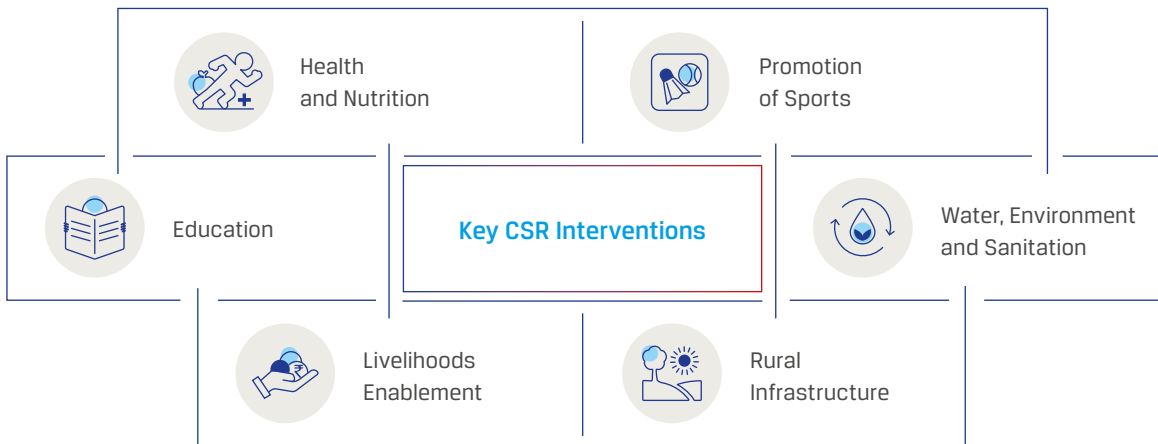 Health
and Nutrition
Promotion
of Sports
Education
Key CSR Interventions
Water, Environment
and Sanitation
Livelihoods
Enablement
₹
Rural
Infrastructure